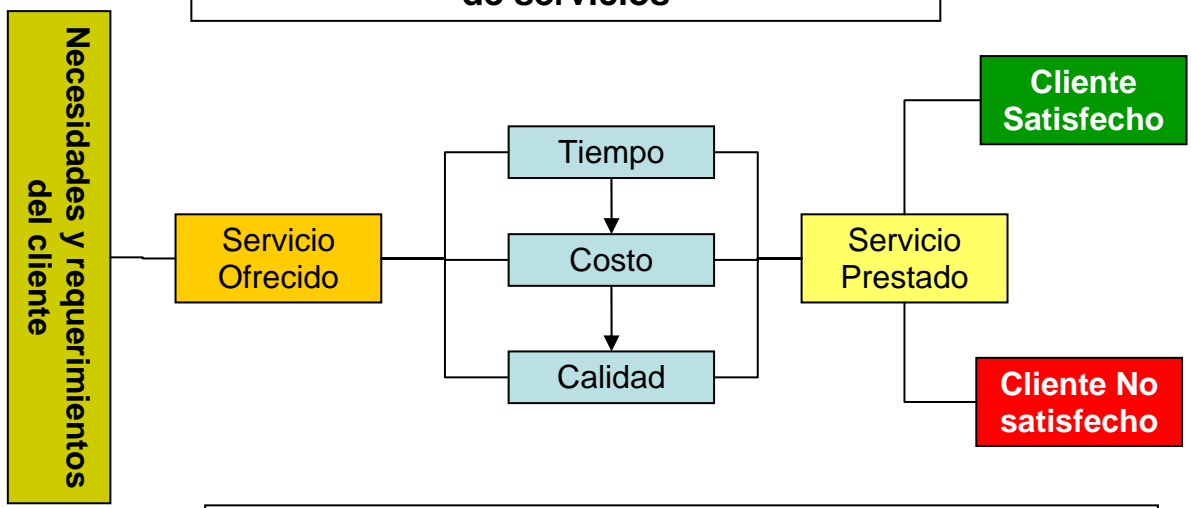 de servicios
Necesidades y requerimientos
del cliente
Servicio
Ofrecido
Tiempo
Costo
Calidad
Servicio
Prestado
Cliente
Satisfecho
Cliente No
satisfecho